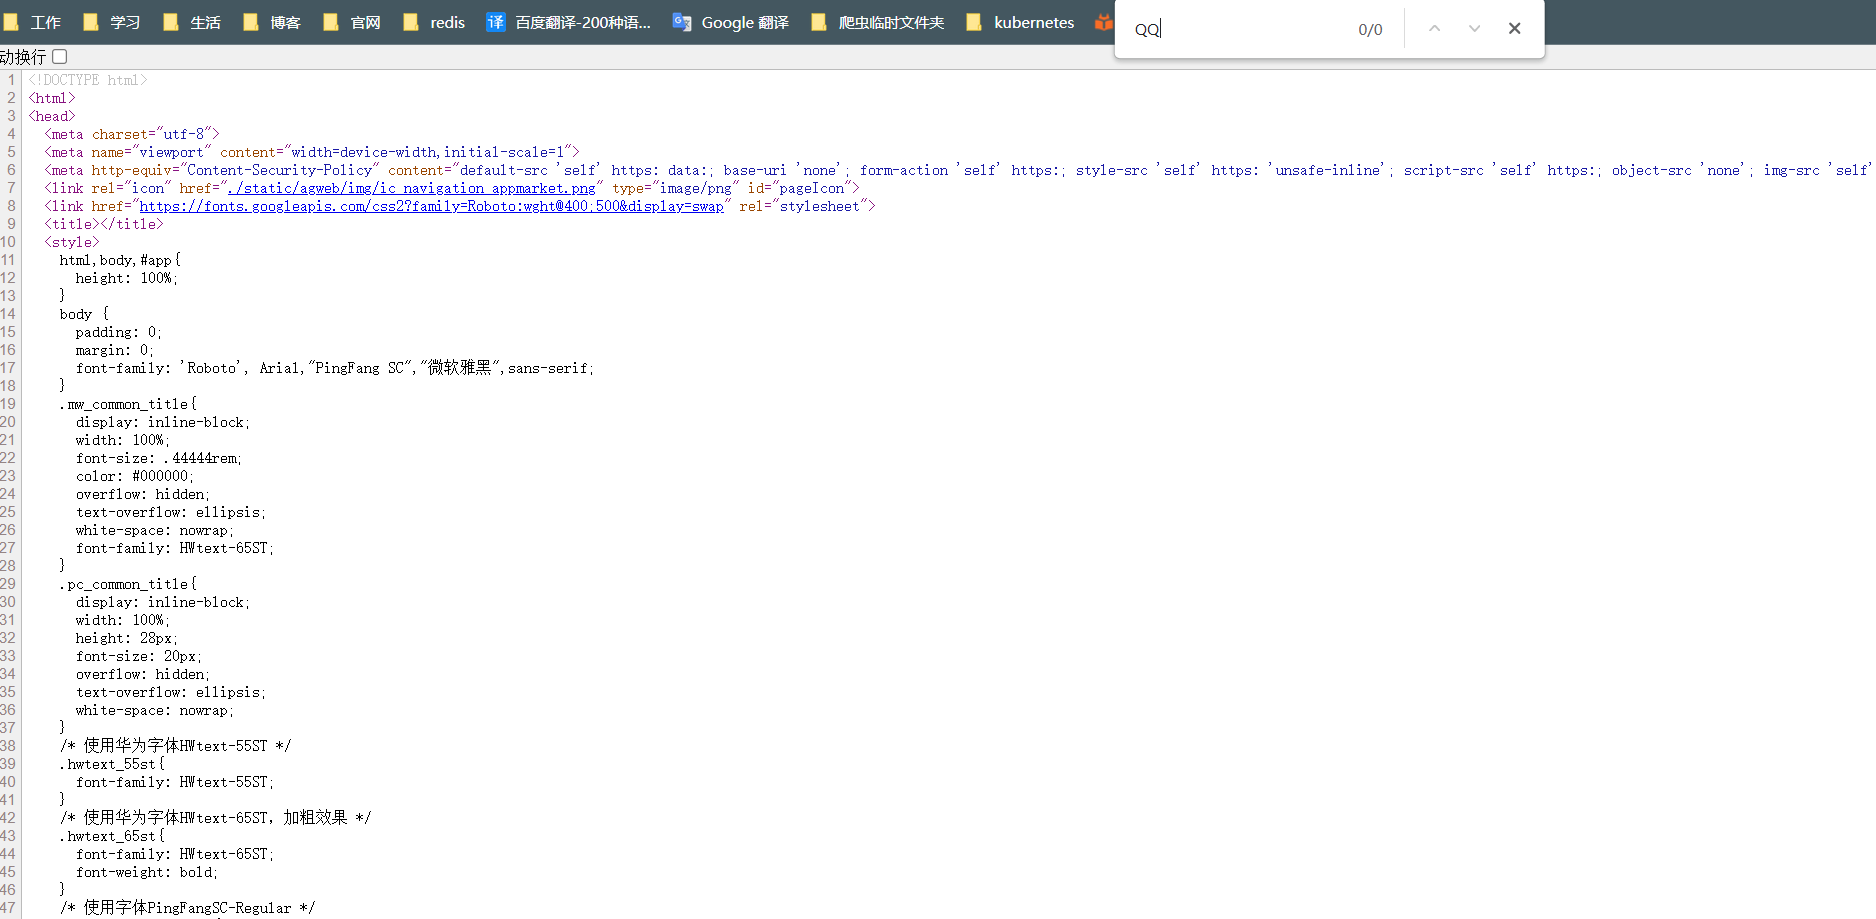 工作 学习 生活 博客 官网 redis 译 百度翻译-200种语... Google 翻译 爬虫临时文件夹 kubernetes
QQ 0/0
动换行
1 <!DOCTYPE html>
2 <html>
3 <head>
4 <meta charset="utf-8">
5 <meta name="viewport" content="width=device-width,initial-scale=1">
6 <meta http-equiv="Content-Security-Policy" content="default-src 'self' https: data:; base-uri 'none'; form-action 'self' https:; style-src 'self' https: 'unsafe-inline'; script-src 'self' https:; object-src 'none'; img-src 'self'
7 <link rel="icon" href="./static/agweb/img/ic_navigation_appmarket.png" type="image/png" id="pageIcon">
8 <link href="https://fonts.googleapis.com/css2?family=Roboto:wght@400;500&display=swap" rel="stylesheet">
9 <title></title>
10 <style>
11 html,body,#app{
12 height: 100%;
13 }
14 body {
15 padding: 0;
16 margin: 0;
17 font-family: 'Roboto', Arial,"PingFang SC","微软雅黑",sans-serif;
18 }
19 .mw_common_title{
20 display: inline-block;
21 width: 100%;
22 font-size: .44444rem;
23 color: #000000;
24 overflow: hidden;
25 text-overflow: ellipsis;
26 white-space: nowrap;
27 font-family: HWtext-65ST;
28 }
29 .pc_common_title{
30 display: inline-block;
31 width: 100%;
32 height: 28px;
33 font-size: 20px;
34 overflow: hidden;
35 text-overflow: ellipsis;
36 white-space: nowrap;
37 }
38 /* 使用华为字体HWtext-55ST */
39 .hwtext_55st{
40 font-family: HWtext-55ST;
41 }
42 /* 使用华为字体HWtext-65ST，加粗效果 */
43 .hwtext_65st{
44 font-family: HWtext-65ST;
45 font-weight: bold;
46 }
47 /* 使用字体PingFangSC-Regular */